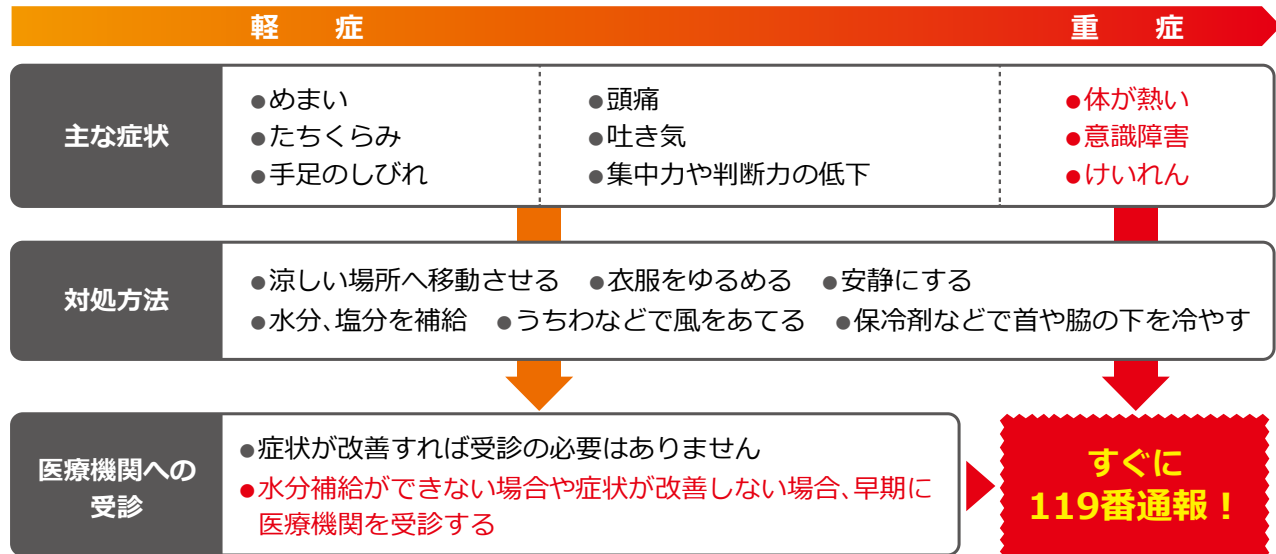 軽 症
重 症
主な症状
●めまい
●たちくらみ
●手足のしびれ
●頭痛
●吐き気
●集中力や判断力の低下
●体が熱い
●意識障害
●けいれん
対処方法
●涼しい場所へ移動させる ●衣服をゆるめる ●安静にする
●水分、塩分を補給 ●うちわなどで風をあてる ●保冷剤などで首や脇の下を冷やす
医療機関への
受診
●症状が改善すれば受診の必要はありません
●水分補給ができない場合や症状が改善しない場合、早期に
医療機関を受診する
すぐに
119番通報!